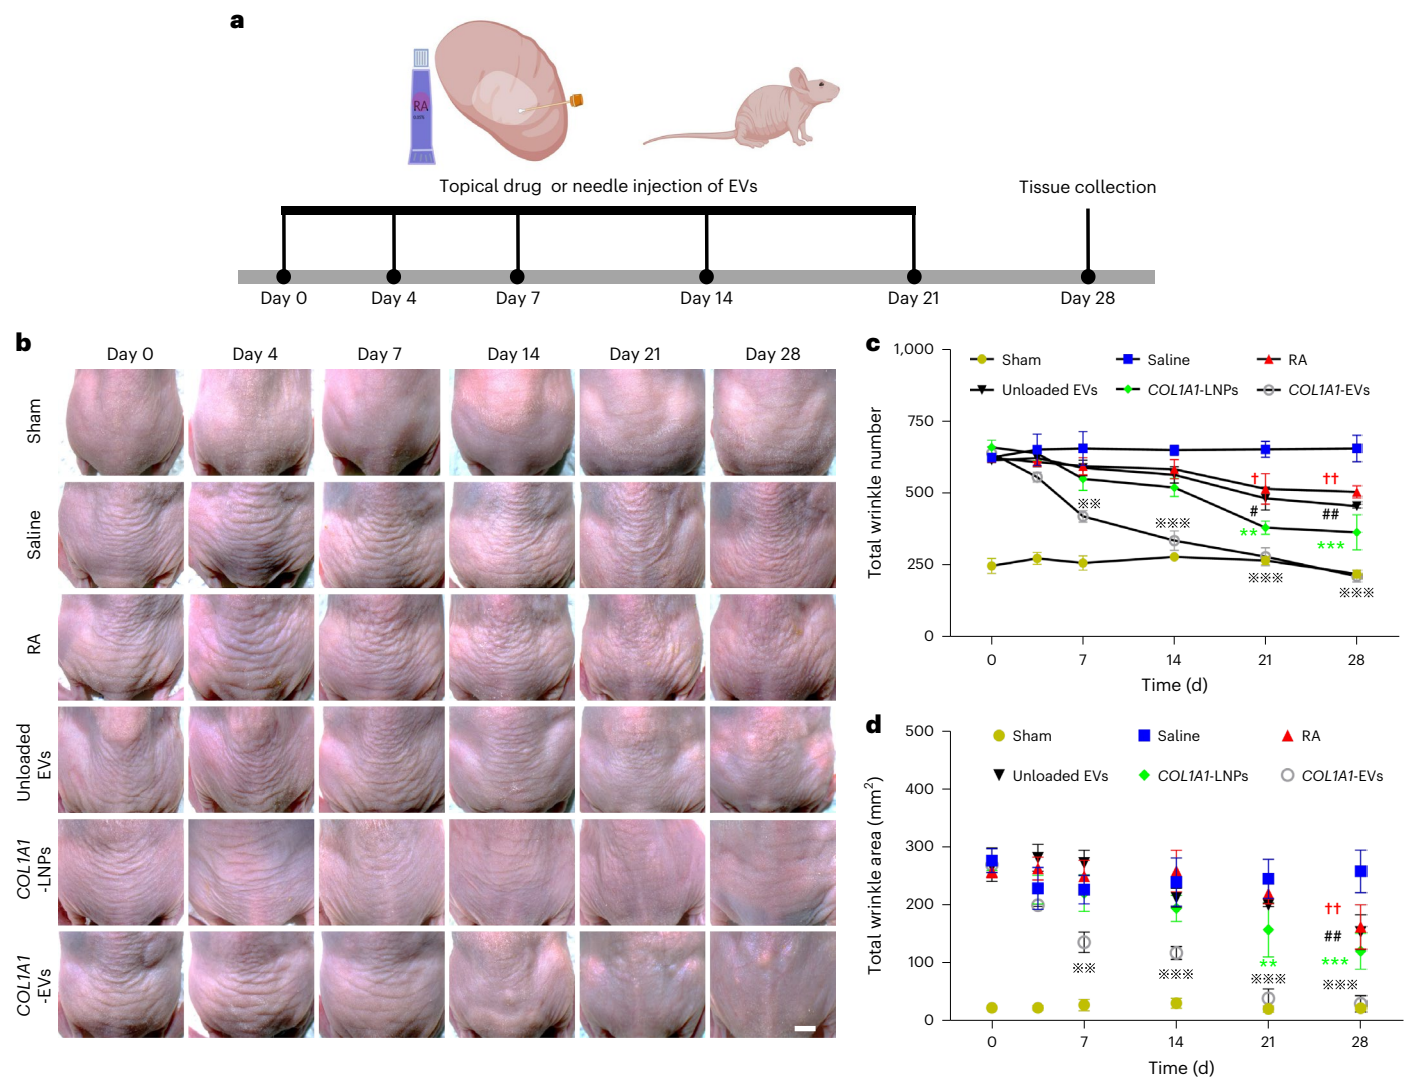 a
RA
Topical drug or needle injection of EVs
Tissue collection
Day 0
Day 4
Day 7
Day 14
Day 21
Day 28
b
Day 0
Day 4
Day 7
Day 14
Day 21
Day 28
Sham
Saline
RA
Unloaded
EVs
COL1A1
-LNPs
COL1A1
-EVs
c
Sham
Saline
RA
Unloaded EVs
COL1A1-LNPs
COL1A1-EVs
Total wrinkle number
1,000
750
500
250
0
※※
※※※
†
#
**
※※※
††
##
***
※※※
0
7
14
21
28
Time (d)
d
Sham
Saline
RA
Unloaded EVs
COL1A1-LNPs
COL1A1-EVs
Total wrinkle area (mm²)
500
400
300
200
100
0
※※
※※※
**
※※※
††
##
***
※※※
0
7
14
21
28
Time (d)